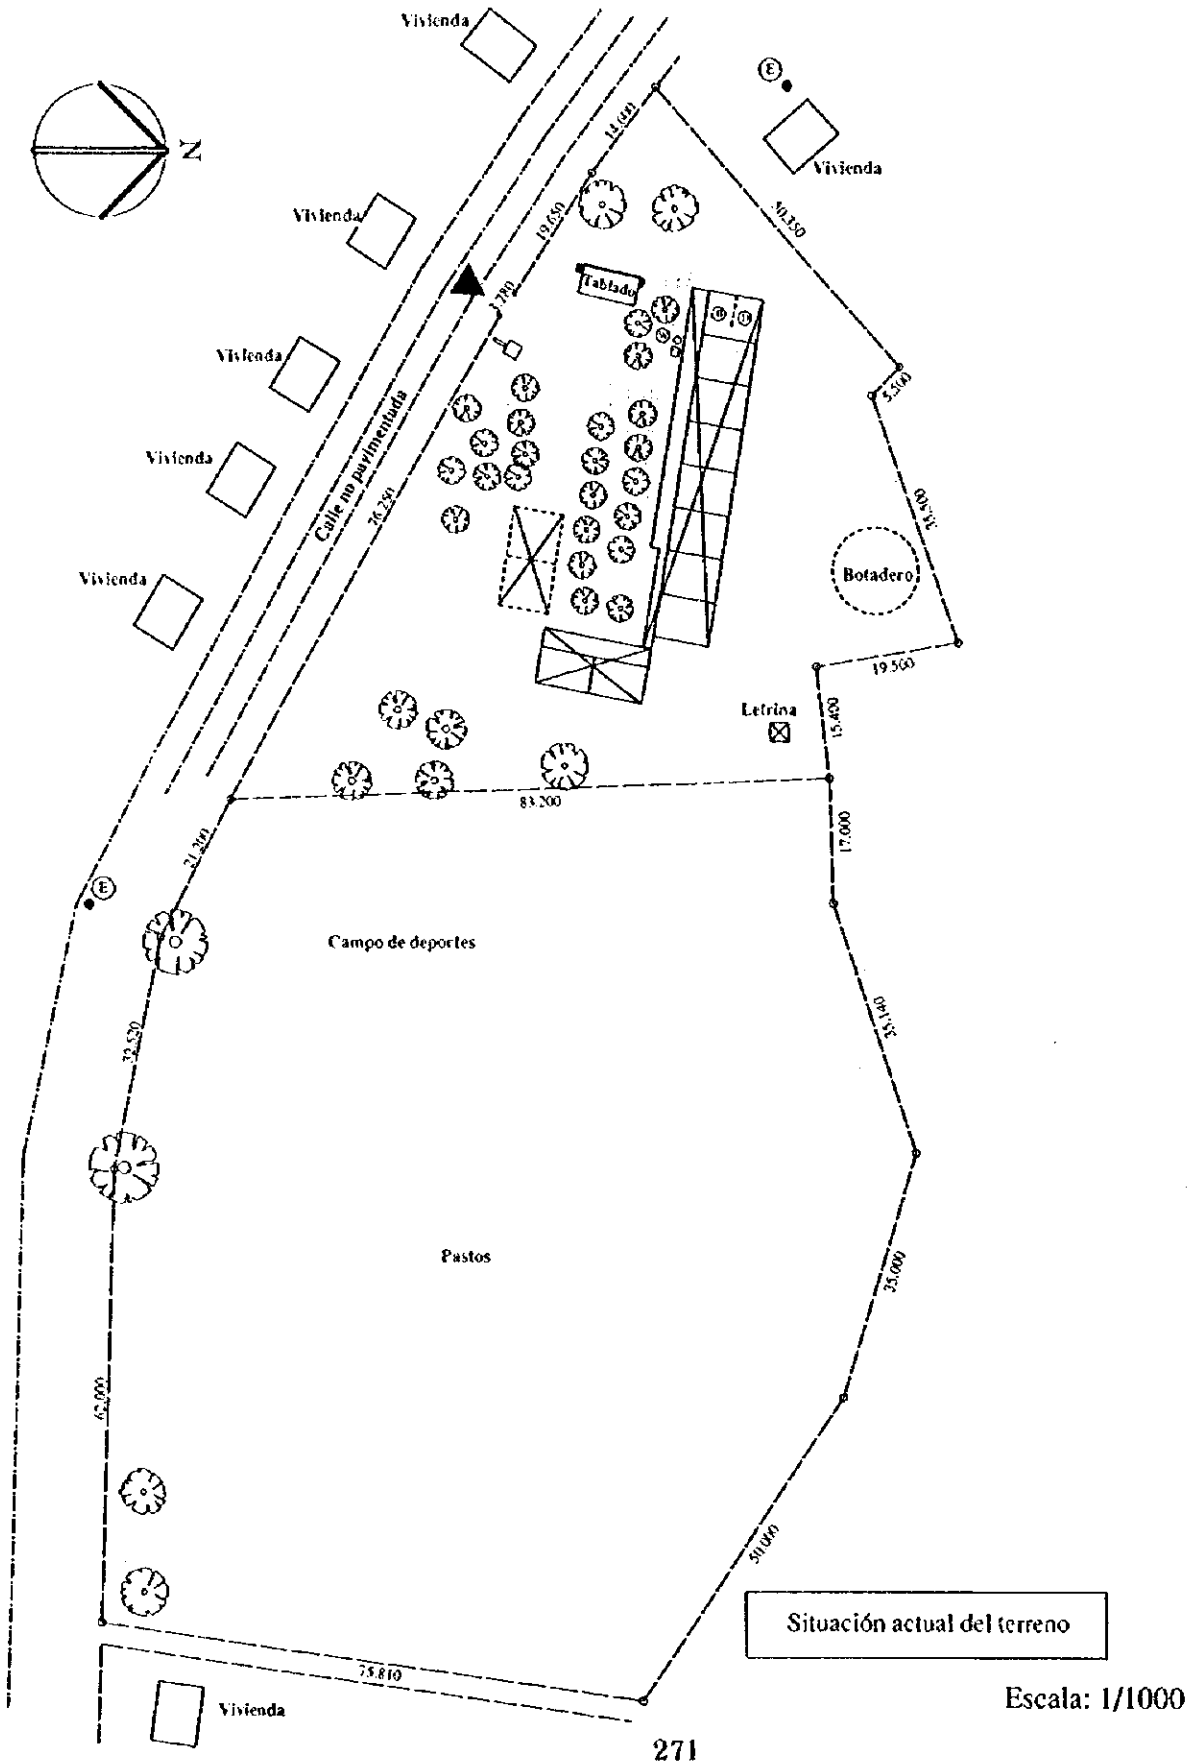 Vivienda
E
14.600
N
Vivienda
50.350
Vivienda
19.650
Tablado
3.780
5.500
Vivienda
Calle no pavimentada
76.250
Vivienda
Botadero
Vivienda
19.500
Letrina
15.400
83.200
17.000
21.200
E
Campo de deportes
35.140
32.520
Pastos
35.000
62.000
50.000
Situación actual del terreno
75.810
Vivienda
Escala: 1/1000
271